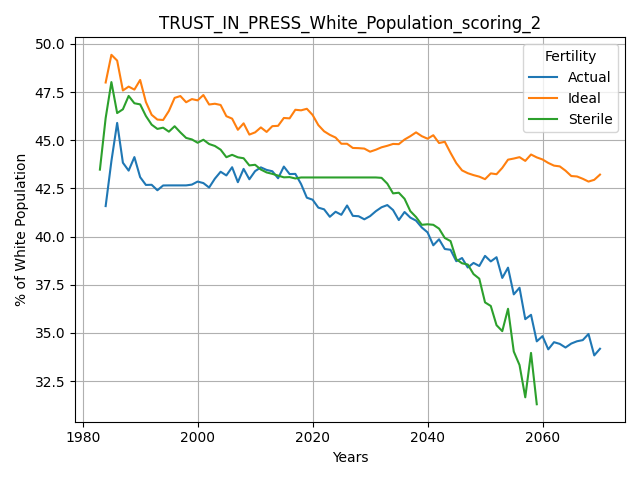 TRUST_IN_PRESS_White_Population_scoring_2
Fertility
Actual
Ideal
Sterile
% of White Population
50.0
47.5
45.0
42.5
40.0
37.5
35.0
32.5
1980
2000
2020
2040
2060
Years